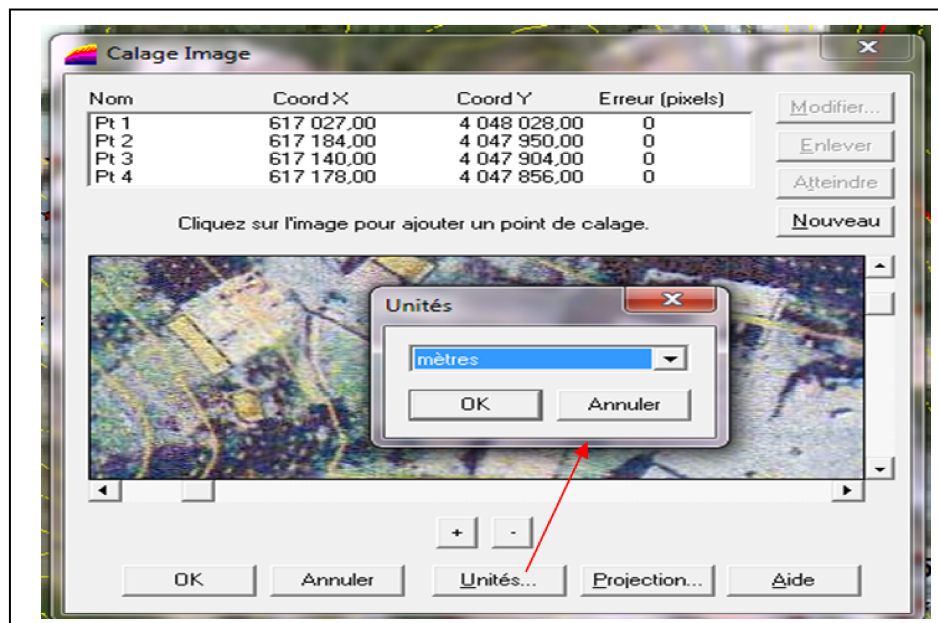 Calage Image
Nom Coord X Coord Y Erreur (pixels)
Pt 1 617 027,00 4 048 028,00 0
Pt 2 617 184,00 4 047 950,00 0
Pt 3 617 140,00 4 047 904,00 0
Pt 4 617 178,00 4 047 856,00 0
Modifier...
Enlever
Atteindre
Nouveau
Cliquez sur l'image pour ajouter un point de calage.
Unités
mètres
OK Annuler
+ -
OK Annuler Unités... Projection... Aide